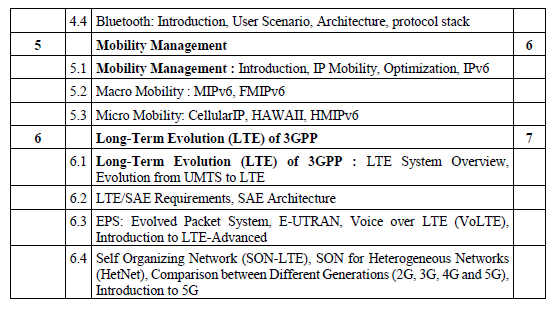 4.4 Bluetooth: Introduction, User Scenario, Architecture, protocol stack
5 Mobility Management 6
5.1 Mobility Management : Introduction, IP Mobility, Optimization, IPv6
5.2 Macro Mobility : MIPv6, FMIPv6
5.3 Micro Mobility: CellularIP, HAWAII, HMIPv6
6 Long-Term Evolution (LTE) of 3GPP 7
6.1 Long-Term Evolution (LTE) of 3GPP : LTE System Overview,
Evolution from UMTS to LTE
6.2 LTE/SAE Requirements, SAE Architecture
6.3 EPS: Evolved Packet System, E-UTRAN, Voice over LTE (VoLTE),
Introduction to LTE-Advanced
6.4 Self Organizing Network (SON-LTE), SON for Heterogeneous Networks
(HetNet), Comparison between Different Generations (2G, 3G, 4G and 5G),
Introduction to 5G